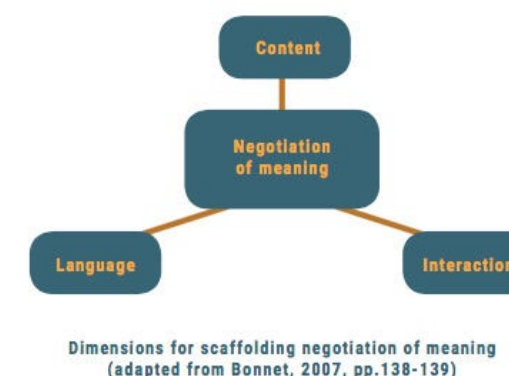 Content
Negotiation
of meaning
Language
Interaction
Dimensions for scaffolding negotiation of meaning
(adapted from Bonnet, 2007, pp.138-139)